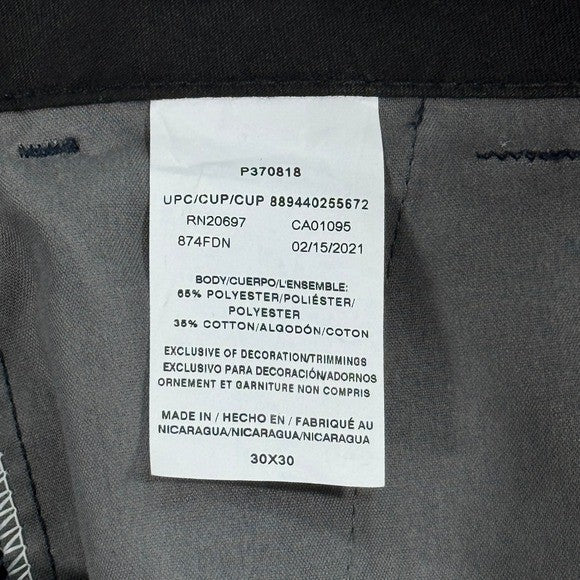 P370818
UPC/CUP/CUP 889440255672
RN20697 CA01095
874FDN 02/15/2021
BODY/CUERPO/L'ENSEMBLE:
65% POLYESTER/POLIÉSTER/
POLYESTER
35% COTTON/ALGODÓN/COTON
EXCLUSIVE OF DECORATION/TRIMMINGS
EXCLUSIVO PARA DECORACIÓN/ADORNOS
ORNEMENT ET GARNITURE NON COMPRIS
MADE IN / HECHO EN / FABRIQUÉ AU
NICARAGUA/NICARAGUA/NICARAGUA
30X30